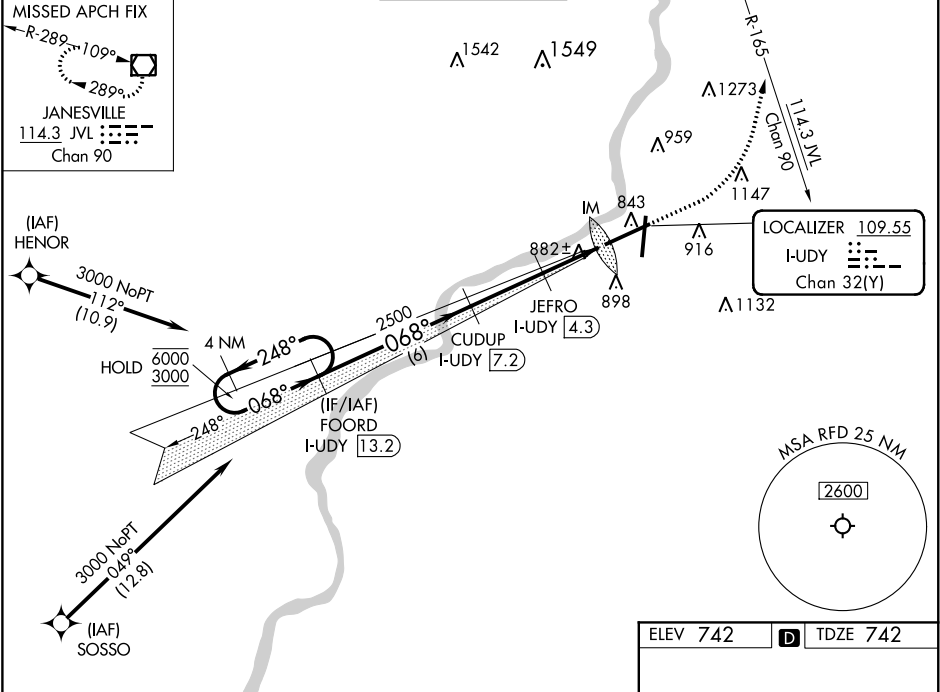 MISSED APCH FIX
R-289
109°
289°
JANESVILLE
114.3 JVL
Chan 90
1542
1549
R-165
1273
114.3 JVL
Chan 90
959
1147
(IAF)
HENOR
IM
843
LOCALIZER 109.55
I-UDY
Chan 32(Y)
916
882±
3000 NoPT
112°
(10.9)
898
1132
JEFRO
I-UDY 4.3
2500
068°
(6)
CUDUP
I-UDY 7.2
4 NM
HOLD 6000
3000
248°
068°
248°
(IF/IAF)
FOORD
I-UDY 13.2
MSA RFD 25 NM
2600
3000 NoPT
049°
(12.8)
(IAF)
SOSSO
ELEV 742 D TDZE 742